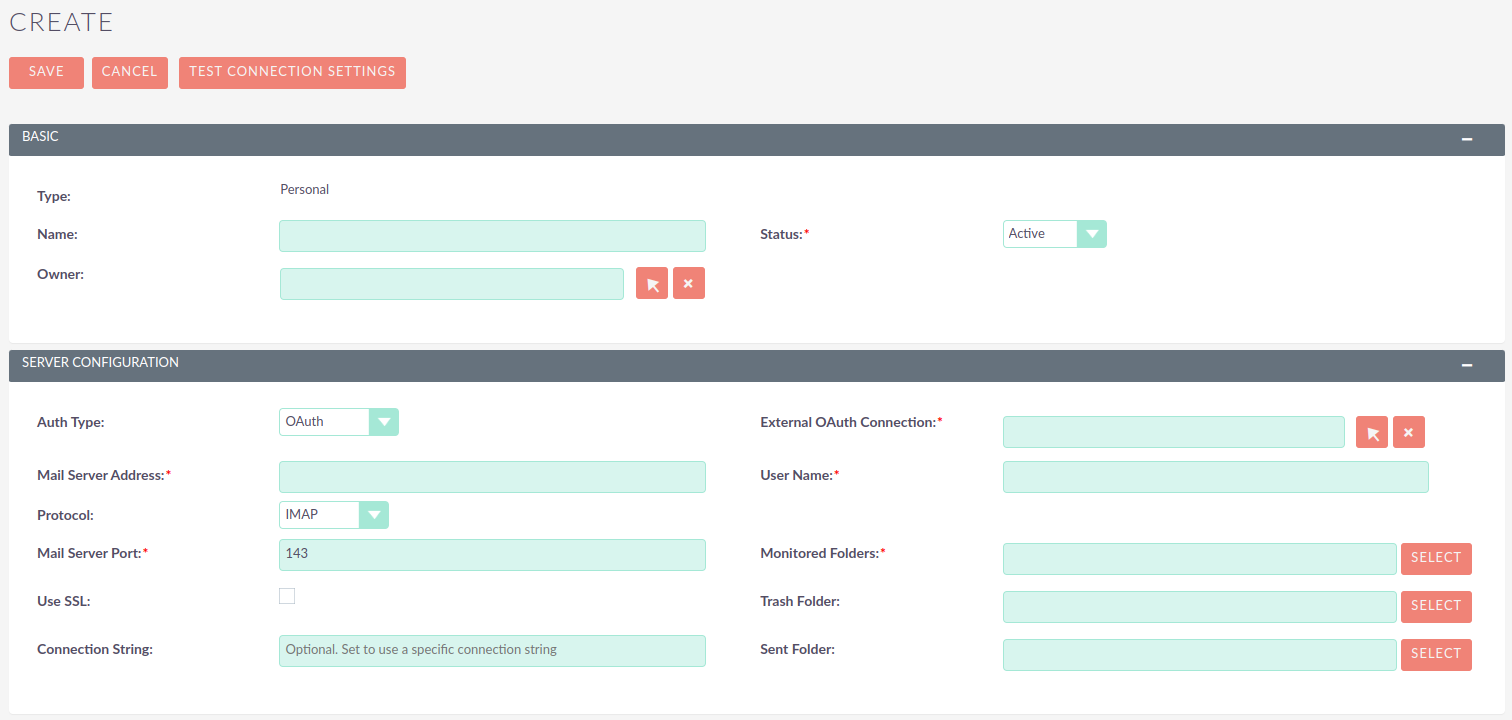 CREATE
SAVE CANCEL TEST CONNECTION SETTINGS
BASIC
Type: Personal
Name: Status:* Active
Owner:
SERVER CONFIGURATION
Auth Type: OAuth External OAuth Connection:*
Mail Server Address:* User Name:*
Protocol: IMAP
Mail Server Port:* 143 Monitored Folders:* SELECT
Use SSL: Trash Folder: SELECT
Connection String: Optional. Set to use a specific connection string Sent Folder: SELECT